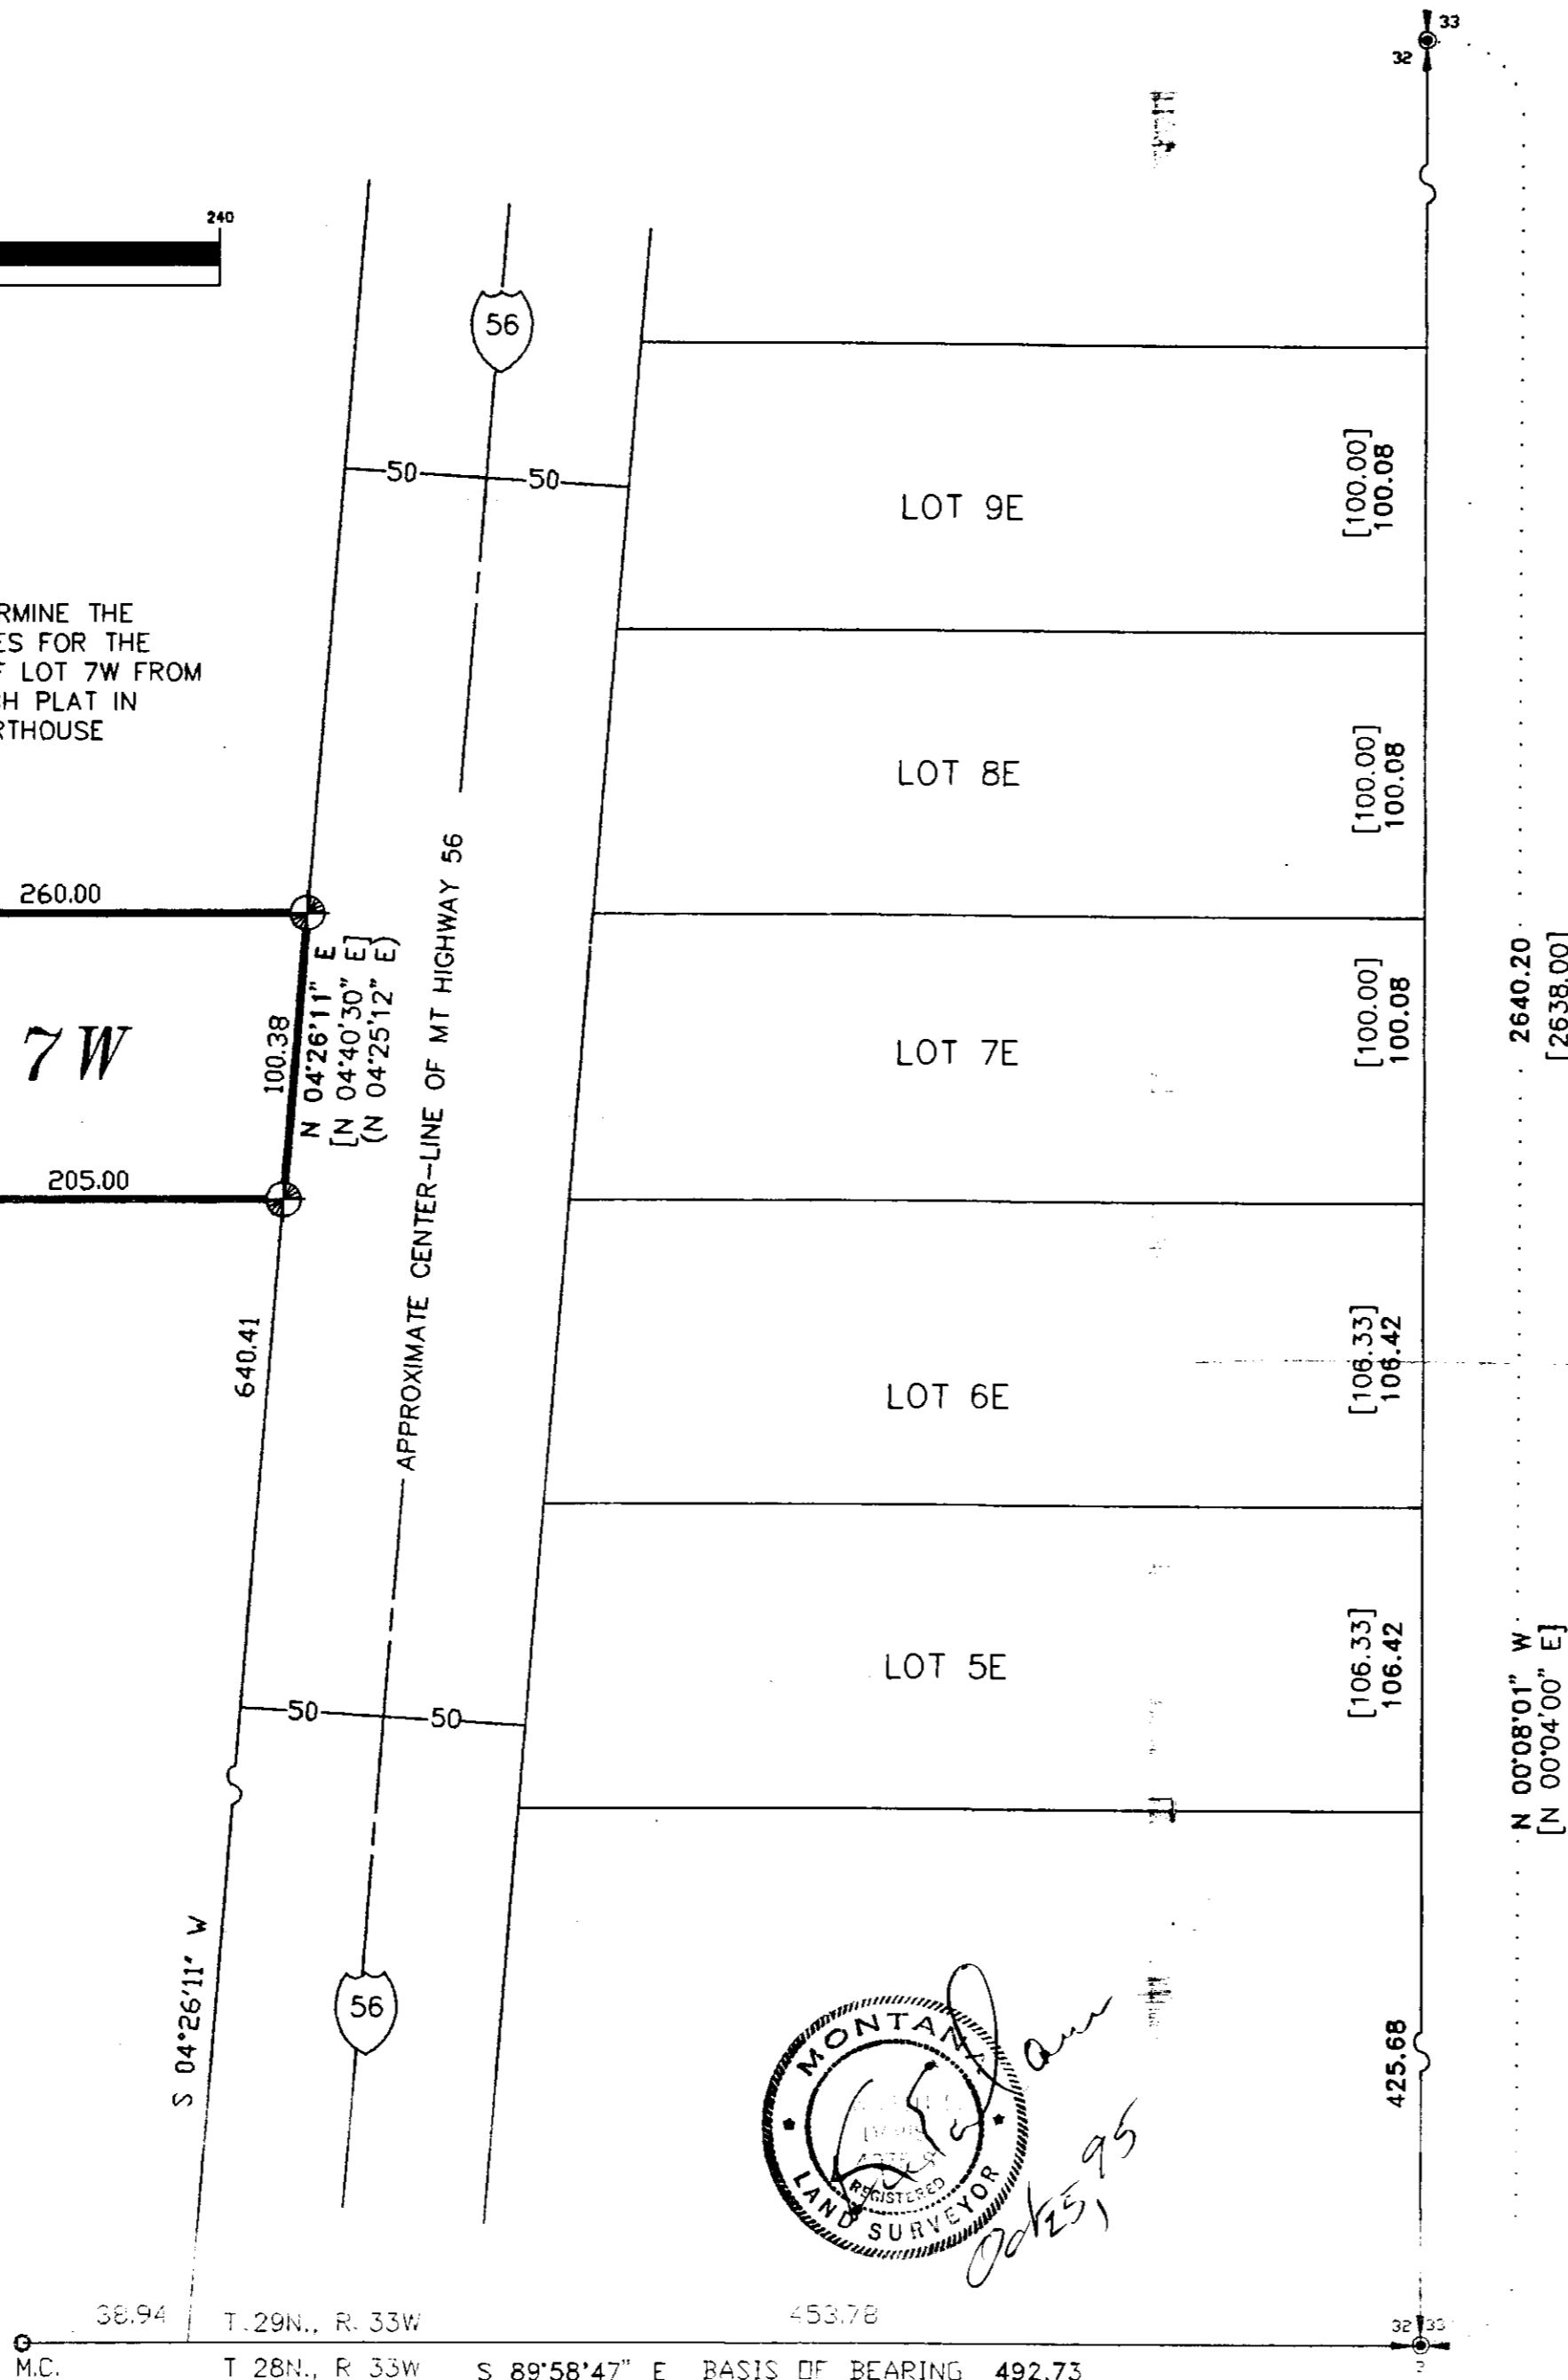 33
32
240
56
50
50
LOT 9E
[100.00]
100.08
RMINE THE
ES FOR THE
F LOT 7W FROM
CH PLAT IN
RTHOUSE
LOT 8E
[100.00]
100.08
260.00
N 04°26'11" E
[N 04°40'30" E]
(N 04°25'12" E)
100.38
7W
APPROXIMATE CENTER-LINE OF MT HIGHWAY 56
LOT 7E
[100.00]
100.08
2640.20
[2638.00]
205.00
640.41
LOT 6E
[106.33]
106.42
LOT 5E
[106.33]
106.42
50
50
N 00°08'01" W
[N 00°04'00" E]
S 04°26'11" W
56
MONTANA
REGISTERED
LAND SURVEYOR
Oct 25, 95
425.68
38.94
T.29N., R. 33W
453.78
32
33
M.C.
T 28N., R 33W
S 89°58'47" E BASIS OF BEARING 492.73